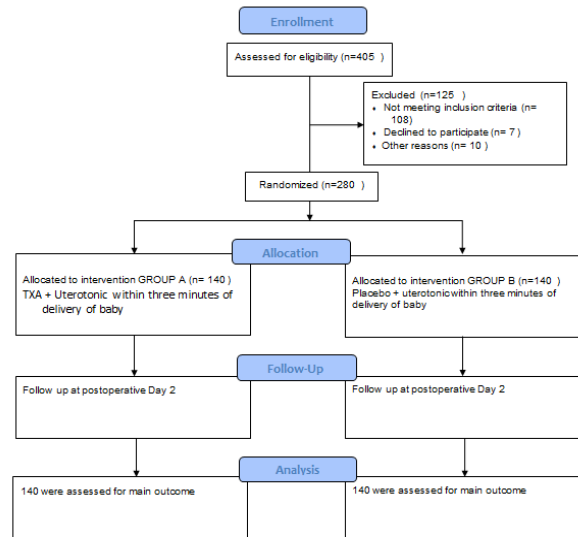 Enrollment
Assessed for eligibility (n=405 )
Excluded (n=125 )
• Not meeting inclusion criteria (n=
108)
• Declined to participate (n= 7 )
• Other reasons (n= 10 )
Randomized (n=280 )
Allocation
Allocated to intervention GROUP A (n= 140 )
TXA + Uterotonic within three minutes of
delivery of baby
Allocated to intervention GROUP B (n=140 )
Placebo + uterotonic within three minutes of
delivery of baby
Follow-Up
Follow up at postoperative Day 2
Follow up at postoperative Day 2
Analysis
140 were assessed for main outcome
140 were assessed for main outcome